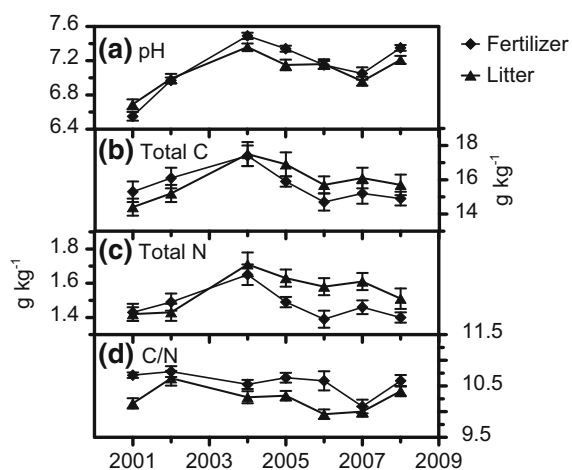 7.6
7.2
6.8
6.4
(a) pH
Fertilizer
Litter
(b) Total C
18
16
14
g kg-1
(c) Total N
1.8
1.6
1.4
g kg-1
(d) C/N
11.5
10.5
9.5
2001 2003 2005 2007 2009